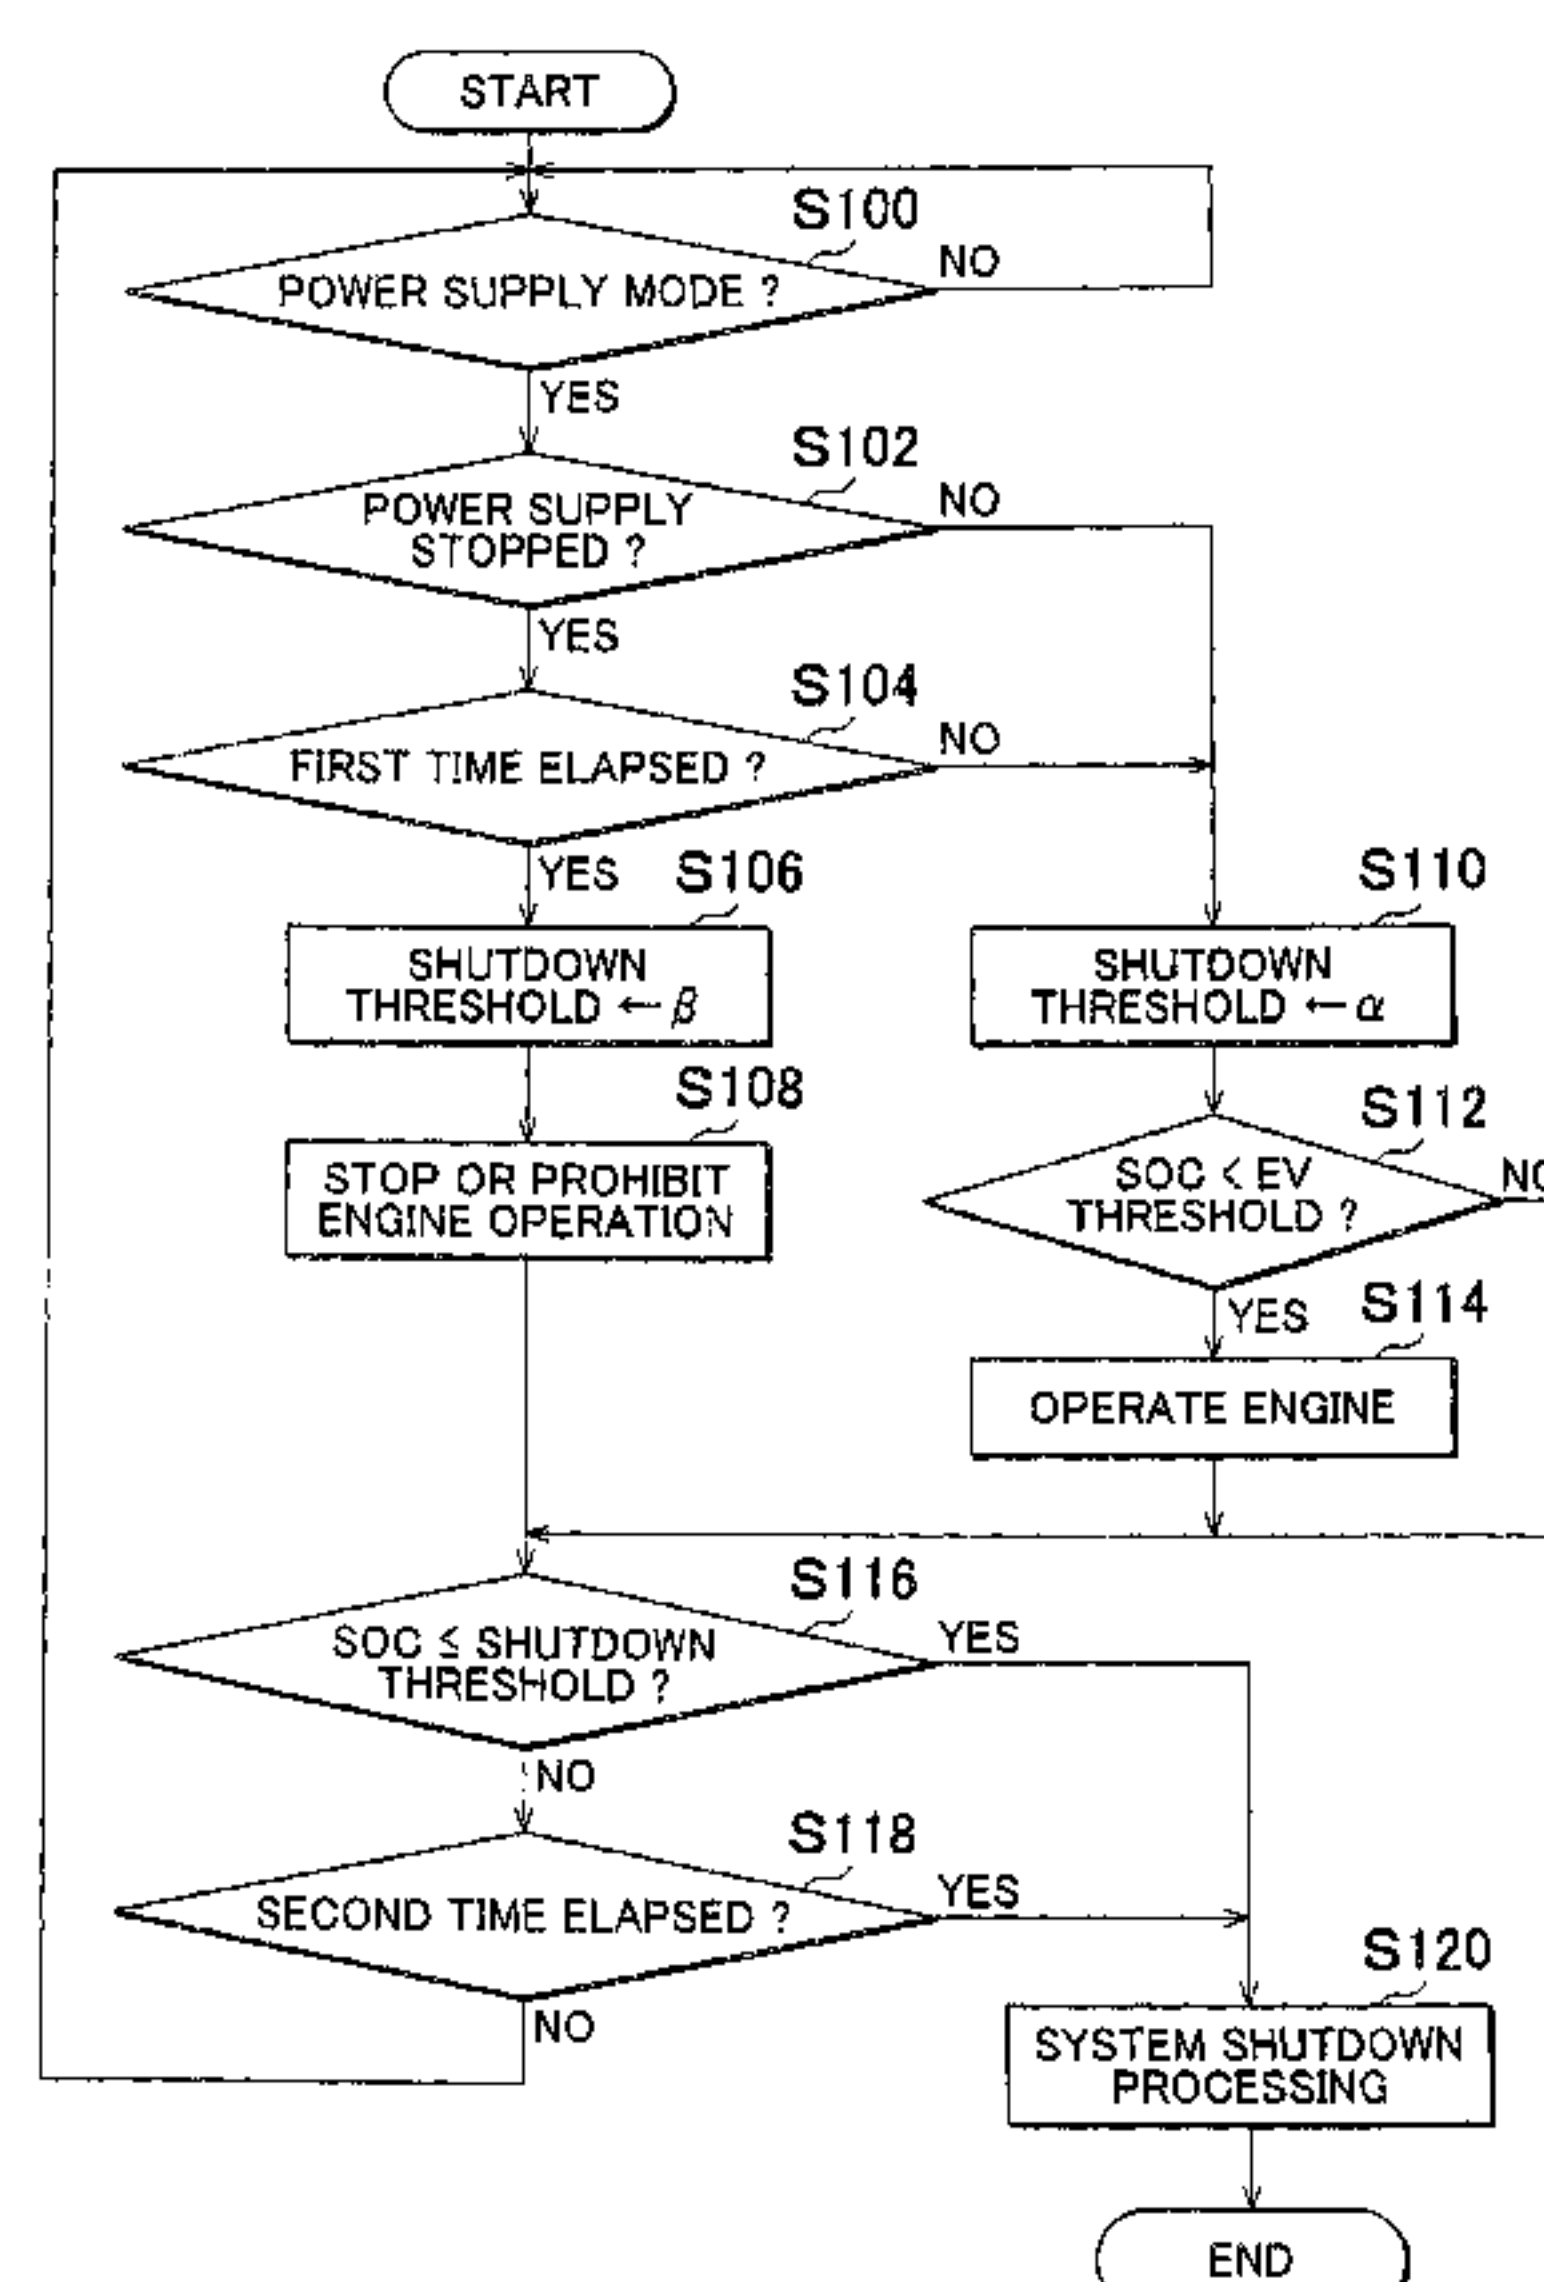 START
S100
POWER SUPPLY MODE ?
NO
YES
S102
POWER SUPPLY
STOPPED ?
NO
YES
S104
FIRST TIME ELAPSED ?
NO
YES
S106
SHUTDOWN
THRESHOLD ← β
S110
SHUTDOWN
THRESHOLD ← α
S108
STOP OR PROHIBIT
ENGINE OPERATION
S112
SOC < EV
THRESHOLD ?
NO
YES
S114
OPERATE ENGINE
S116
SOC ≤ SHUTDOWN
THRESHOLD ?
YES
NO
S118
SECOND TIME ELAPSED ?
YES
NO
S120
SYSTEM SHUTDOWN
PROCESSING
END